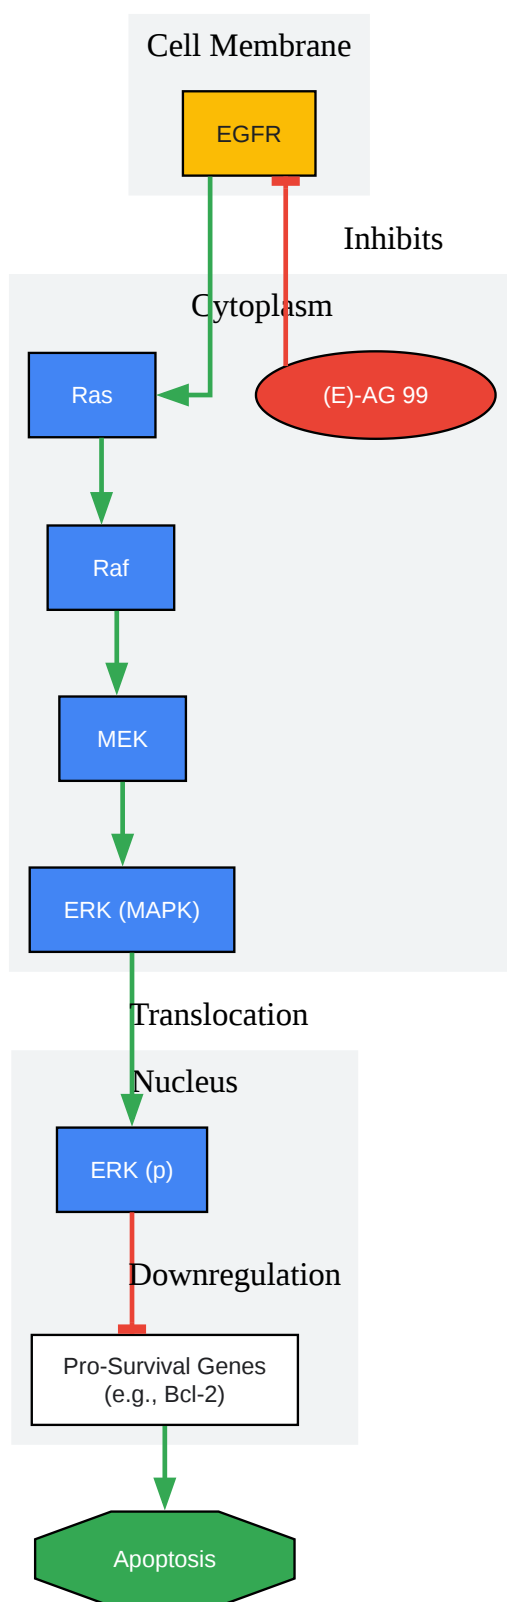 Cell Membrane
EGFR
Inhibits
Cytoplasm
Ras
(E)-AG 99
Raf
MEK
ERK (MAPK)
Translocation
Nucleus
ERK (p)
Downregulation
Pro-Survival Genes
(e.g., Bcl-2)
Apoptosis